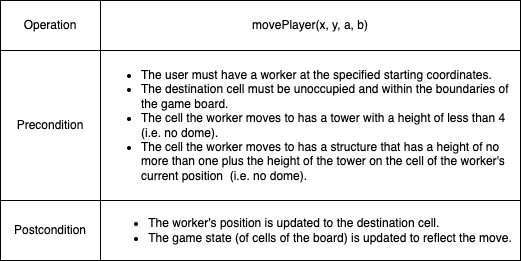 Operation
movePlayer(x, y, a, b)
Precondition
• The user must have a worker at the specified starting coordinates.
• The destination cell must be unoccupied and within the boundaries of
the game board.
• The cell the worker moves to has a tower with a height of less than 4
(i.e. no dome).
• The cell the worker moves to has a structure that has a height of no
more than one plus the height of the tower on the cell of the worker's
current position  (i.e. no dome).
Postcondition
• The worker's position is updated to the destination cell.
• The game state (of cells of the board) is updated to reflect the move.